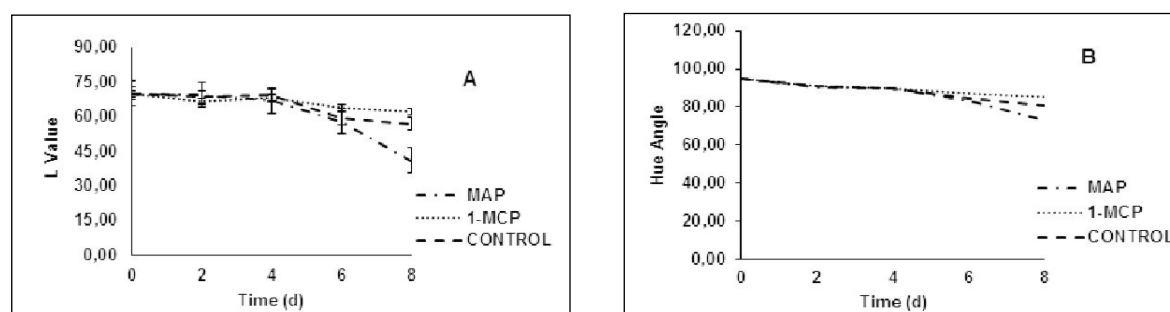 90,00
75,00
60,00
45,00
30,00
15,00
0,00
L Value
A
MAP
1-MCP
CONTROL
0 2 4 6 8
Time (d)
120,00
100,00
80,00
60,00
40,00
20,00
0,00
Hue Angle
B
MAP
1-MCP
CONTROL
0 2 4 6 8
Time (d)